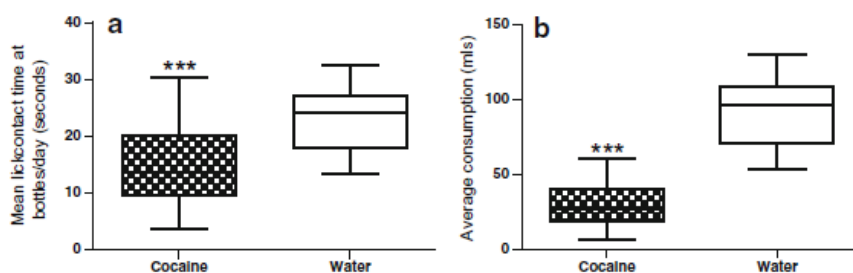 a
Mean lickcontact time at
bottles/day (seconds)
40
30
20
10
0
***
Cocaine
Water
b
Average consumption (mls)
150
100
50
0
***
Cocaine
Water